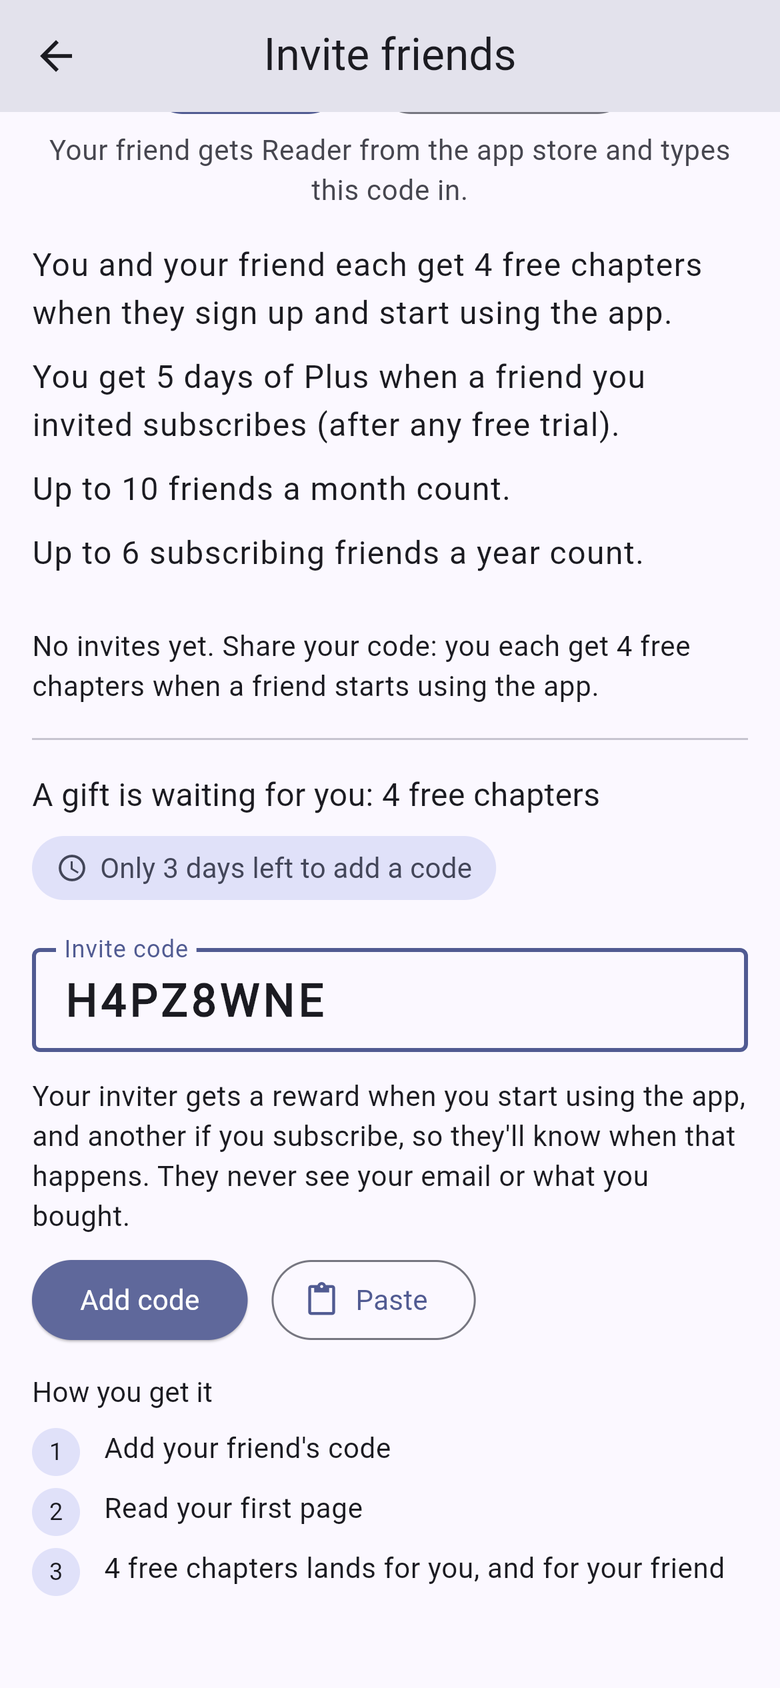 Invite friends
Your friend gets Reader from the app store and types
this code in.
You and your friend each get 4 free chapters
when they sign up and start using the app.
You get 5 days of Plus when a friend you
invited subscribes (after any free trial).
Up to 10 friends a month count.
Up to 6 subscribing friends a year count.
No invites yet. Share your code: you each get 4 free
chapters when a friend starts using the app.
A gift is waiting for you: 4 free chapters
Only 3 days left to add a code
Invite code
H4PZ8WNE
Your inviter gets a reward when you start using the app,
and another if you subscribe, so they'll know when that
happens. They never see your email or what you
bought.
Add code
Paste
How you get it
1 Add your friend's code
2 Read your first page
3 4 free chapters lands for you, and for your friend